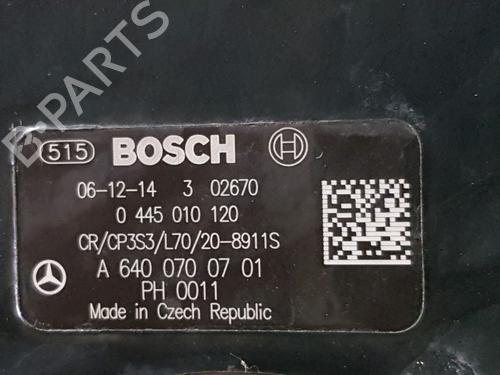 515 BOSCH
06-12-14 3 02670
0 445 010 120
CR/CP3S3/L70/20-8911S
A 640 070 07 01
PH 0011
Made in Czech Republic
B-PARTS